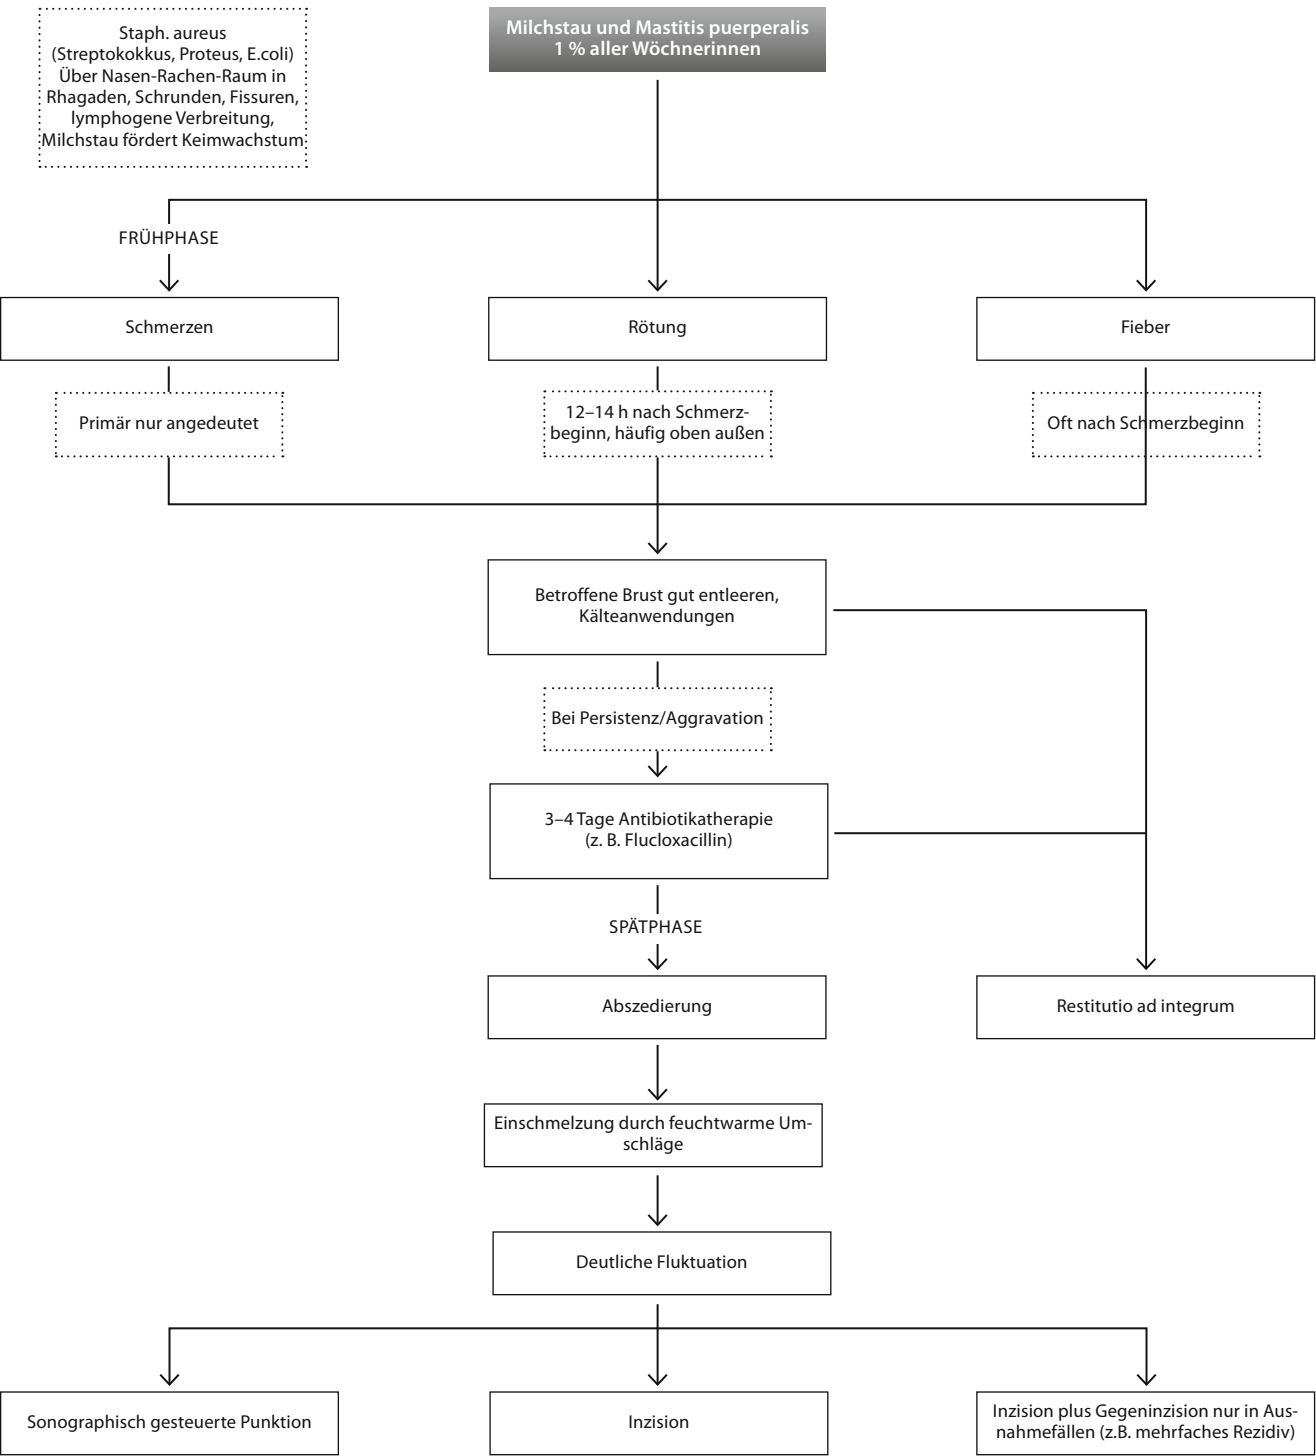 Staph. aureus
(Streptokokkus, Proteus, E.coli)
Über Nasen-Rachen-Raum in
Rhagaden, Schrunden, Fissuren,
lymphogene Verbreitung,
Milchstau fördert Keimwachstum
Milchstau und Mastitis puerperalis
1 % aller Wöchnerinnen
FRÜHPHASE
Schmerzen
Rötung
Fieber
Primär nur angedeutet
12–14 h nach Schmerz-
beginn, häufig oben außen
Oft nach Schmerzbeginn
Betroffene Brust gut entleeren,
Kälteanwendungen
Bei Persistenz/Aggravation
3–4 Tage Antibiotikatherapie
(z. B. Flucloxacillin)
SPÄTPHASE
Abszedierung
Restitutio ad integrum
Einschmelzung durch feuchtwarme Um-
schläge
Deutliche Fluktuation
Sonographisch gesteuerte Punktion
Inzision
Inzision plus Gegeninzision nur in Aus-
nahmefällen (z.B. mehrfaches Rezidiv)